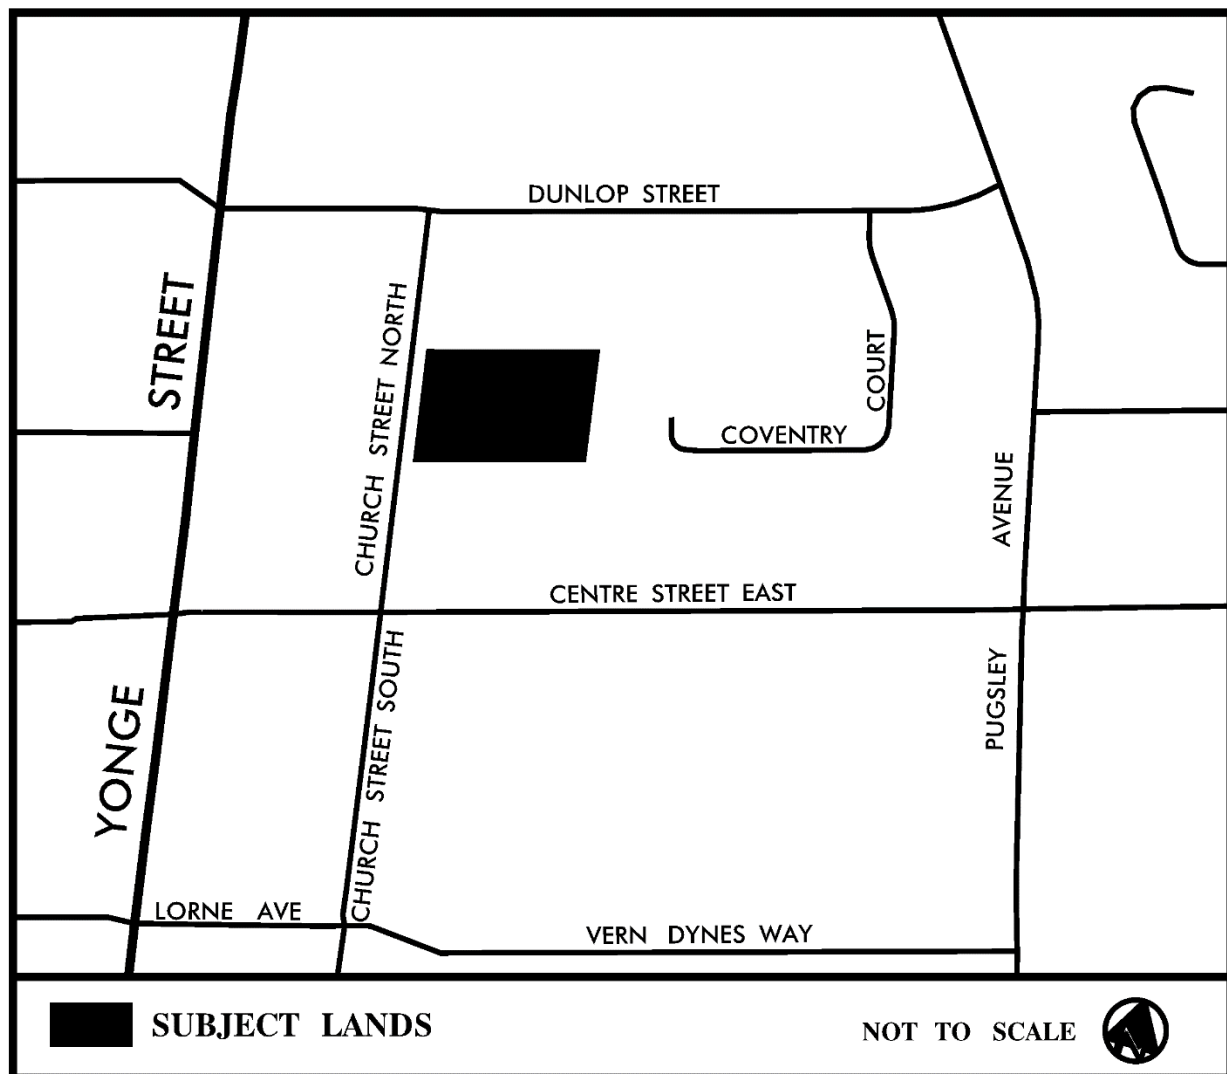 DUNLOP STREET
STREET
CHURCH STREET NORTH
COURT
COVENTRY
AVENUE
CENTRE STREET EAST
CHURCH STREET SOUTH
PUGSLEY
YONGE
LORNE AVE
VERN DYNES WAY
SUBJECT LANDS
NOT TO SCALE